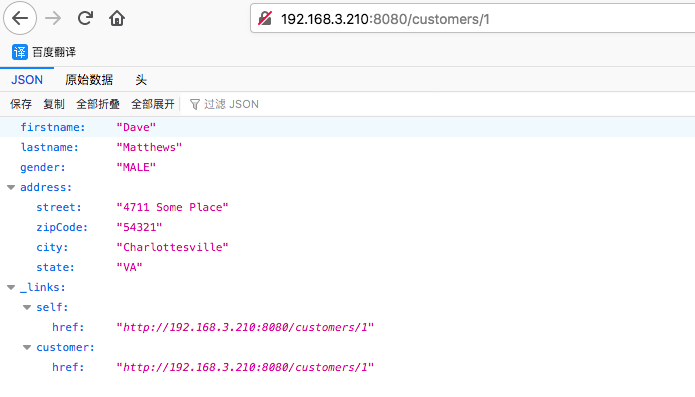 192.168.3.210:8080/customers/1
译 百度翻译
JSON 原始数据 头
保存 复制 全部折叠 全部展开 过滤 JSON
firstname: "Dave"
lastname: "Matthews"
gender: "MALE"
address:
street: "4711 Some Place"
zipCode: "54321"
city: "Charlottesville"
state: "VA"
_links:
self:
href: "http://192.168.3.210:8080/customers/1"
customer:
href: "http://192.168.3.210:8080/customers/1"